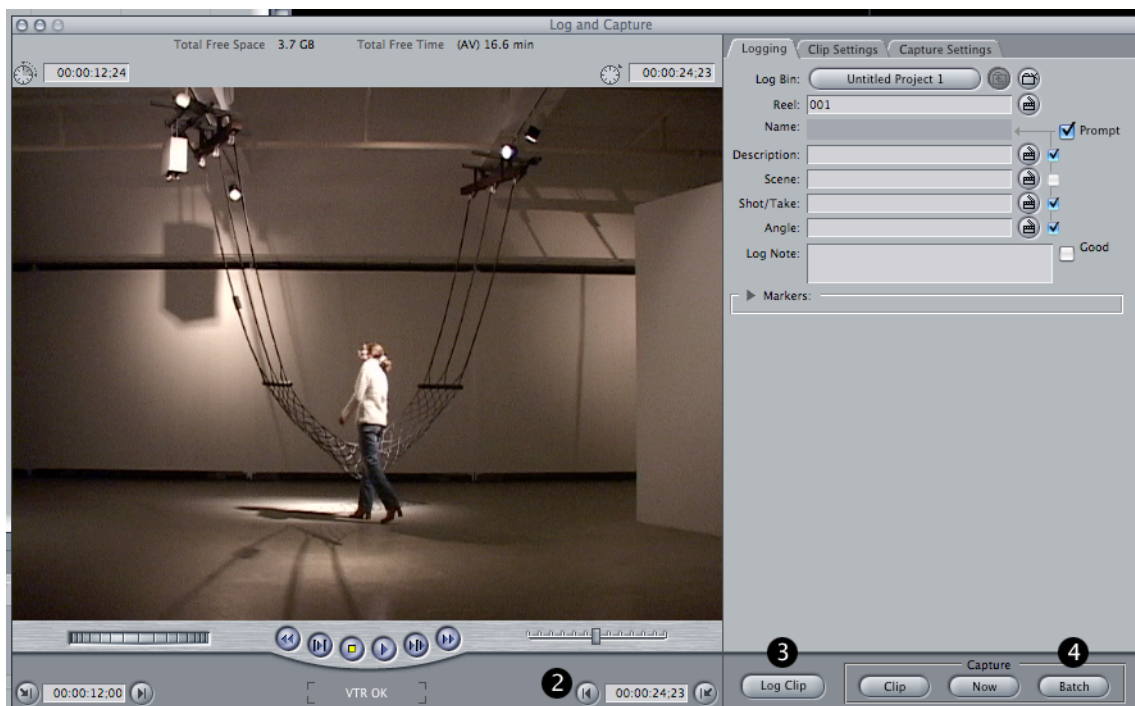 Log and Capture
Total Free Space 3.7 GB Total Free Time (AV) 16.6 min
00:00:12;24
00:00:24;23
Logging Clip Settings Capture Settings
Log Bin: Untitled Project 1
Reel: 001
Name:
Prompt
Description:
Scene:
Shot/Take:
Angle:
Log Note:
Good
Markers:
00:00:12;00
VTR OK
2
00:00:24;23
3
Log Clip
4
Capture
Clip Now Batch